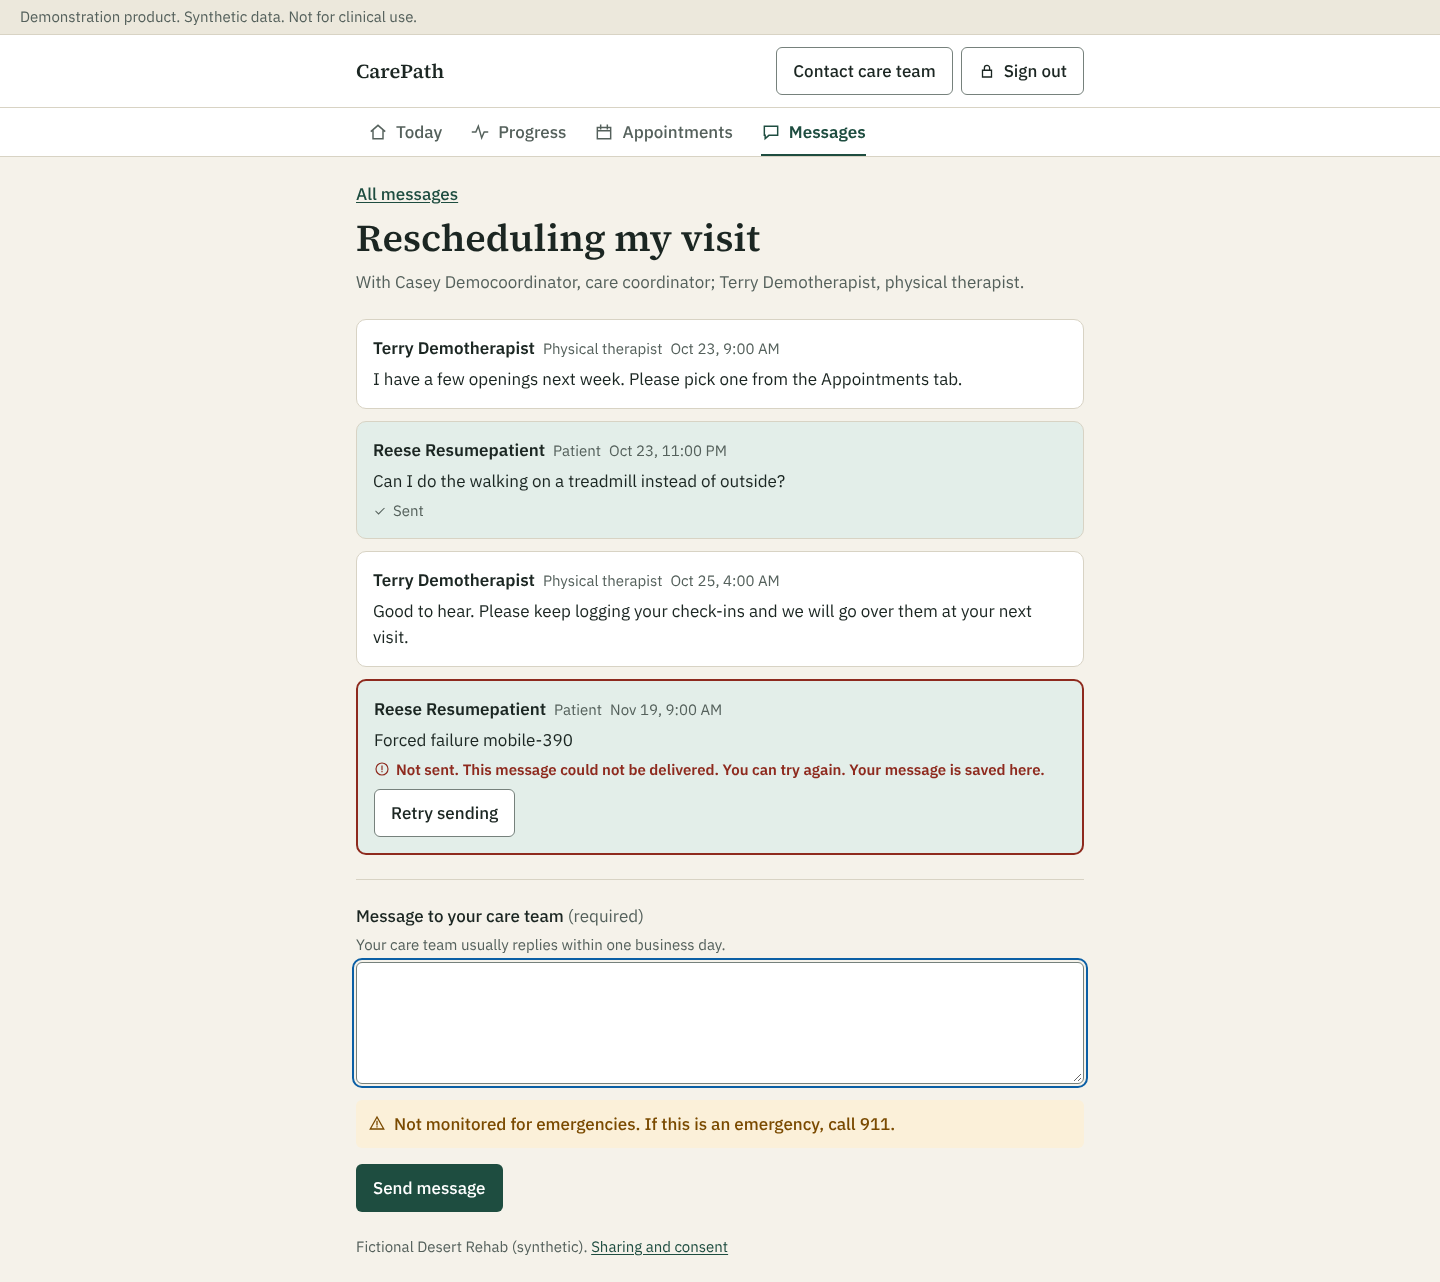 Demonstration product. Synthetic data. Not for clinical use.
CarePath
Contact care team
Sign out
Today
Progress
Appointments
Messages
All messages
Rescheduling my visit
With Casey Democoordinator, care coordinator; Terry Demotherapist, physical therapist.
Terry Demotherapist Physical therapist Oct 23, 9:00 AM
I have a few openings next week. Please pick one from the Appointments tab.
Reese Resumepatient Patient Oct 23, 11:00 PM
Can I do the walking on a treadmill instead of outside?
Sent
Terry Demotherapist Physical therapist Oct 25, 4:00 AM
Good to hear. Please keep logging your check-ins and we will go over them at your next
visit.
Reese Resumepatient Patient Nov 19, 9:00 AM
Forced failure mobile-390
Not sent. This message could not be delivered. You can try again. Your message is saved here.
Retry sending
Message to your care team (required)
Your care team usually replies within one business day.
Not monitored for emergencies. If this is an emergency, call 911.
Send message
Fictional Desert Rehab (synthetic). Sharing and consent